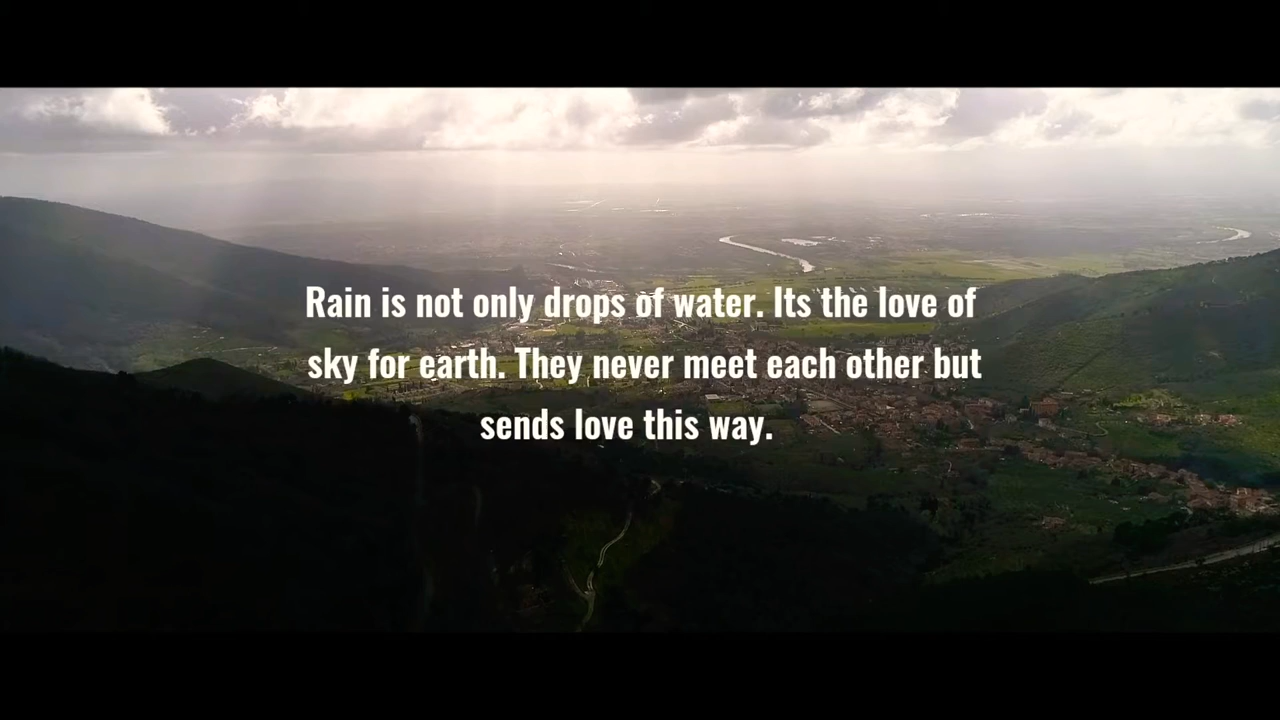 Rain is not only drops of water. Its the love of
sky for earth. They never meet each other but
sends love this way.